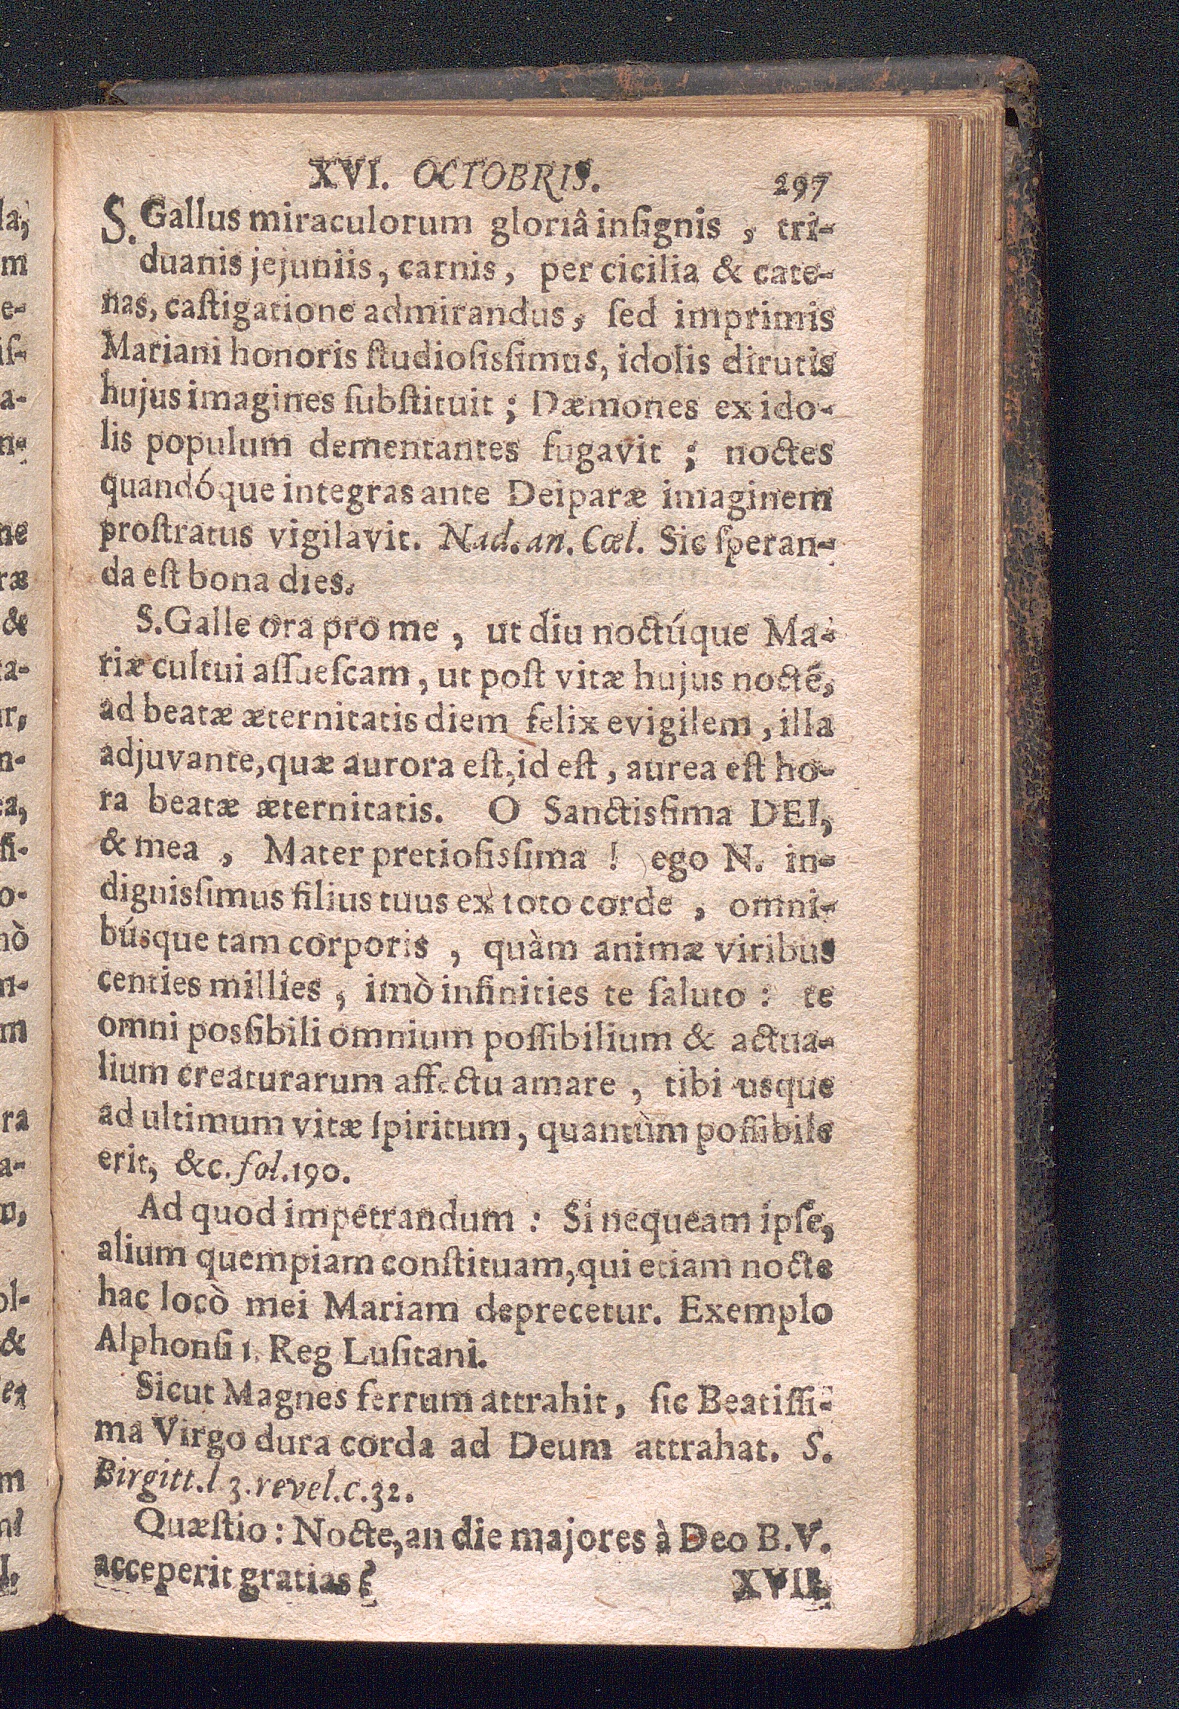 XVI. OCTOBRIS. 297
S. Gallus miraculorum gloriâ insignis, tri-
duanis jejuniis, carnis, per cicilia & cate-
nas, castigatione admirandus, sed imprimis
Mariani honoris studiosissimus, idolis dirutis
hujus imagines substituit; Dæmones ex ido-
lis populum dementantes fugavit; noctes
quandóque integras ante Deiparæ imaginem
prostratus vigilavit. Nad. an. Cœl. Sic speran-
da est bona dies.
S. Galle ora pro me, ut diu noctúque Ma-
riæ cultui assuescam, ut post vitæ hujus nocté,
ad beatæ æternitatis diem felix evigilem, illa
adjuvante, quæ aurora est, id est, aurea est ho-
ra beatæ æternitatis. O Sanctissima DEI,
& mea, Mater pretiosissima! ego N. in-
dignissimus filius tuus ex toto corde, omni-
búsque tam corporis, quàm animæ viribus
centies millies, imò infinities te saluto: te
omni possibili omnium possibilium & actua-
lium creaturarum affectu amare, tibi usque
ad ultimum vitæ spiritum, quantùm possibile
erit, &c. fol. 190.
Ad quod impetrandum: Si nequeam ipse,
alium quempiam constituam, qui etiam nocte
hac locò mei Mariam deprecetur. Exemplo
Alphonsi 1. Reg Lusitani.
Sicut Magnes ferrum attrahit, sic Beatissi-
ma Virgo dura corda ad Deum attrahat. S.
Birgitt. l 3. revel. c. 32.
Quæstio: Nocte, an die majores à Deo B. V.
acceperit gratias? XVII.